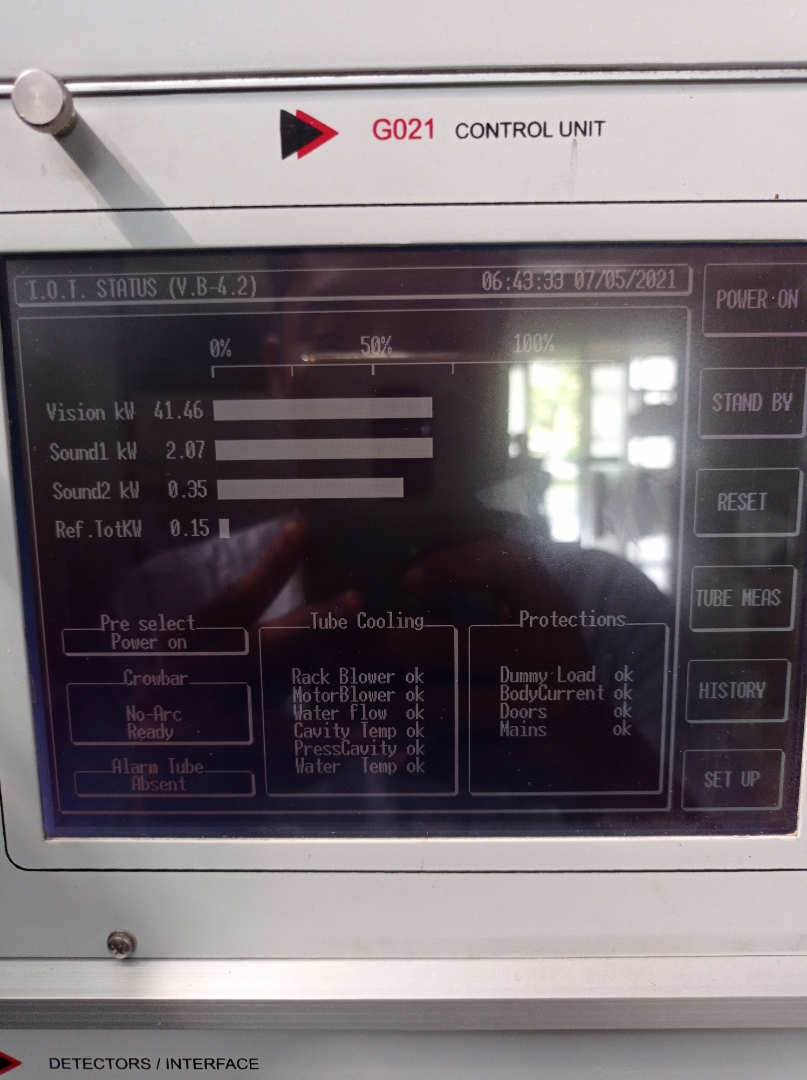 G021 CONTROL UNIT
I.O.T. STATUS (V.B-4.2) 06:43:33 07/05/2021
POWER ON
0% 50% 100%
STAND BY
Vision kW 41.46
Sound1 kW 2.07
Sound2 kW 0.35
RESET
Ref.TotKW 0.15
TUBE MEAS
Pre select
Power on
Tube Cooling
Protections
Crowbar
No-Arc
Ready
Alarm Tube
Absent
Rack Blower ok
MotorBlower ok
Water flow ok
Cavity Temp ok
PressCavity ok
Water Temp ok
Dummy Load ok
BodyCurrent ok
Doors ok
Mains ok
HISTORY
SET UP
DETECTORS / INTERFACE